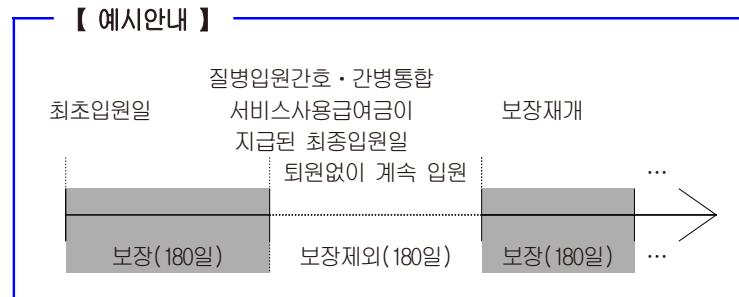 【 예시안내 】
질병입원간호・간병통합
최초입원일 서비스사용급여금이 보장재개
지급된 최종입원일
퇴원없이 계속 입원 …
보장(180일) 보장제외(180일) 보장(180일) …